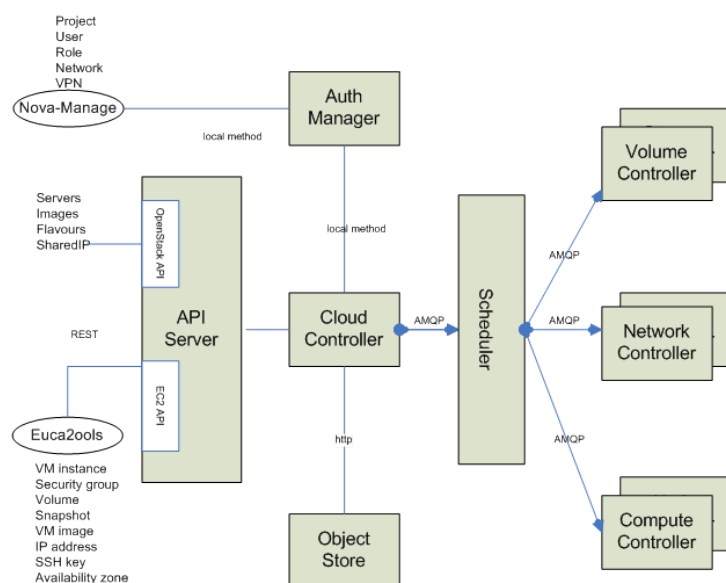 Project
User
Role
Network
VPN
Nova-Manage
Auth
Manager
local method
Servers
Images
Flavours
SharedIP
OpenStack API
API
Server
local method
REST
EC2 API
Cloud
Controller
AMQP
Scheduler
AMQP
Volume
Controller
AMQP
Network
Controller
AMQP
Compute
Controller
Euca2ools
http
VM instance
Security group
Volume
Snapshot
VM image
IP address
SSH key
Availability zone
Object
Store